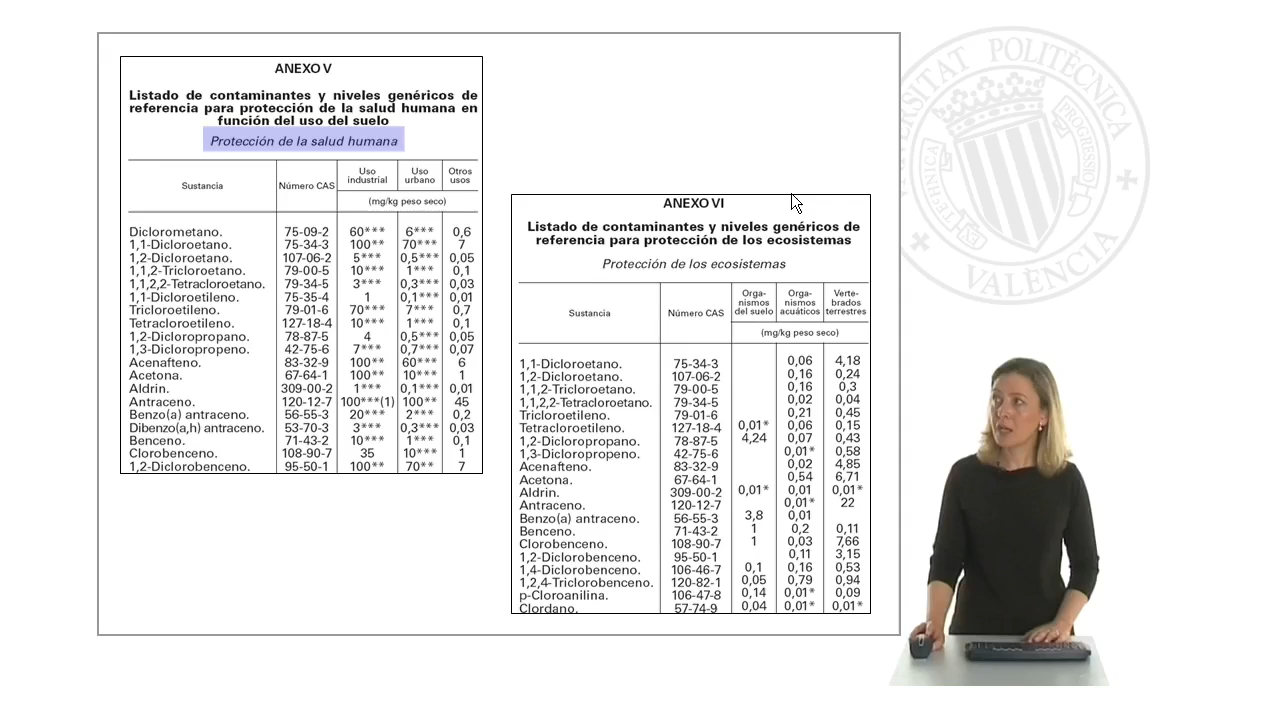 ANEXO V
Listado de contaminantes y niveles genéricos de
referencia para protección de la salud humana en
función del uso del suelo
Protección de la salud humana
Sustancia Número CAS Uso industrial Uso urbano Otros usos
(mg/kg peso seco)
Diclorometano. 75-09-2 60*** 6*** 0,6
1,1-Dicloroetano. 75-34-3 100** 70*** 7
1,2-Dicloroetano. 107-06-2 5*** 0,5*** 0,05
1,1,2-Tricloroetano. 79-00-5 10*** 1*** 0,1
1,1,2,2-Tetracloroetano. 79-34-5 3*** 0,3*** 0,03
1,1-Dicloroetileno. 75-35-4 1 0,1*** 0,01
Tricloroetileno. 79-01-6 70*** 7*** 0,7
Tetracloroetileno. 127-18-4 10*** 1*** 0,1
1,2-Dicloropropano. 78-87-5 4 0,5*** 0,05
1,3-Dicloropropeno. 42-75-6 7*** 0,7*** 0,07
Acenafteno. 83-32-9 100** 60*** 6
Acetona. 67-64-1 100** 10*** 1
Aldrin. 309-00-2 1*** 0,1*** 0,01
Antraceno. 120-12-7 100***(1) 100** 45
Benzo(a) antraceno. 56-55-3 20*** 2*** 0,2
Dibenzo(a,h) antraceno. 53-70-3 3*** 0,3*** 0,03
Benceno. 71-43-2 10*** 1*** 0,1
Clorobenceno. 108-90-7 35 10*** 1
1,2-Diclorobenceno. 95-50-1 100** 70** 7
ANEXO VI
Listado de contaminantes y niveles genéricos de
referencia para protección de los ecosistemas
Protección de los ecosistemas
Sustancia Número CAS Orga-nismos del suelo Orga-nismos acuáticos Verte-brados terrestres
(mg/kg peso seco)
1,1-Dicloroetano. 75-34-3 0,06 4,18
1,2-Dicloroetano. 107-06-2 0,16 0,24
1,1,2-Tricloroetano. 79-00-5 0,16 0,3
1,1,2,2-Tetracloroetano. 79-34-5 0,02 0,04
Tricloroetileno. 79-01-6 0,21 0,45
Tetracloroetileno. 127-18-4 0,01* 0,06 0,15
1,2-Dicloropropano. 78-87-5 4,24 0,07 0,43
1,3-Dicloropropeno. 42-75-6 0,01* 0,58
Acenafteno. 83-32-9 0,02 4,85
Acetona. 67-64-1 0,54 6,71
Aldrin. 309-00-2 0,01* 0,01 0,01*
Antraceno. 120-12-7 0,01* 22
Benzo(a) antraceno. 56-55-3 3,8 0,01
Benceno. 71-43-2 1 0,2 0,11
Clorobenceno. 108-90-7 1 0,03 7,66
1,2-Diclorobenceno. 95-50-1 0,11 3,15
1,4-Diclorobenceno. 106-46-7 0,1 0,16 0,53
1,2,4-Triclorobenceno. 120-82-1 0,05 0,79 0,94
p-Cloroanilina. 106-47-8 0,14 0,01* 0,09
Clordano. 57-74-9 0,04 0,01* 0,01*
POLITÈCNICA
VALÈNCIA